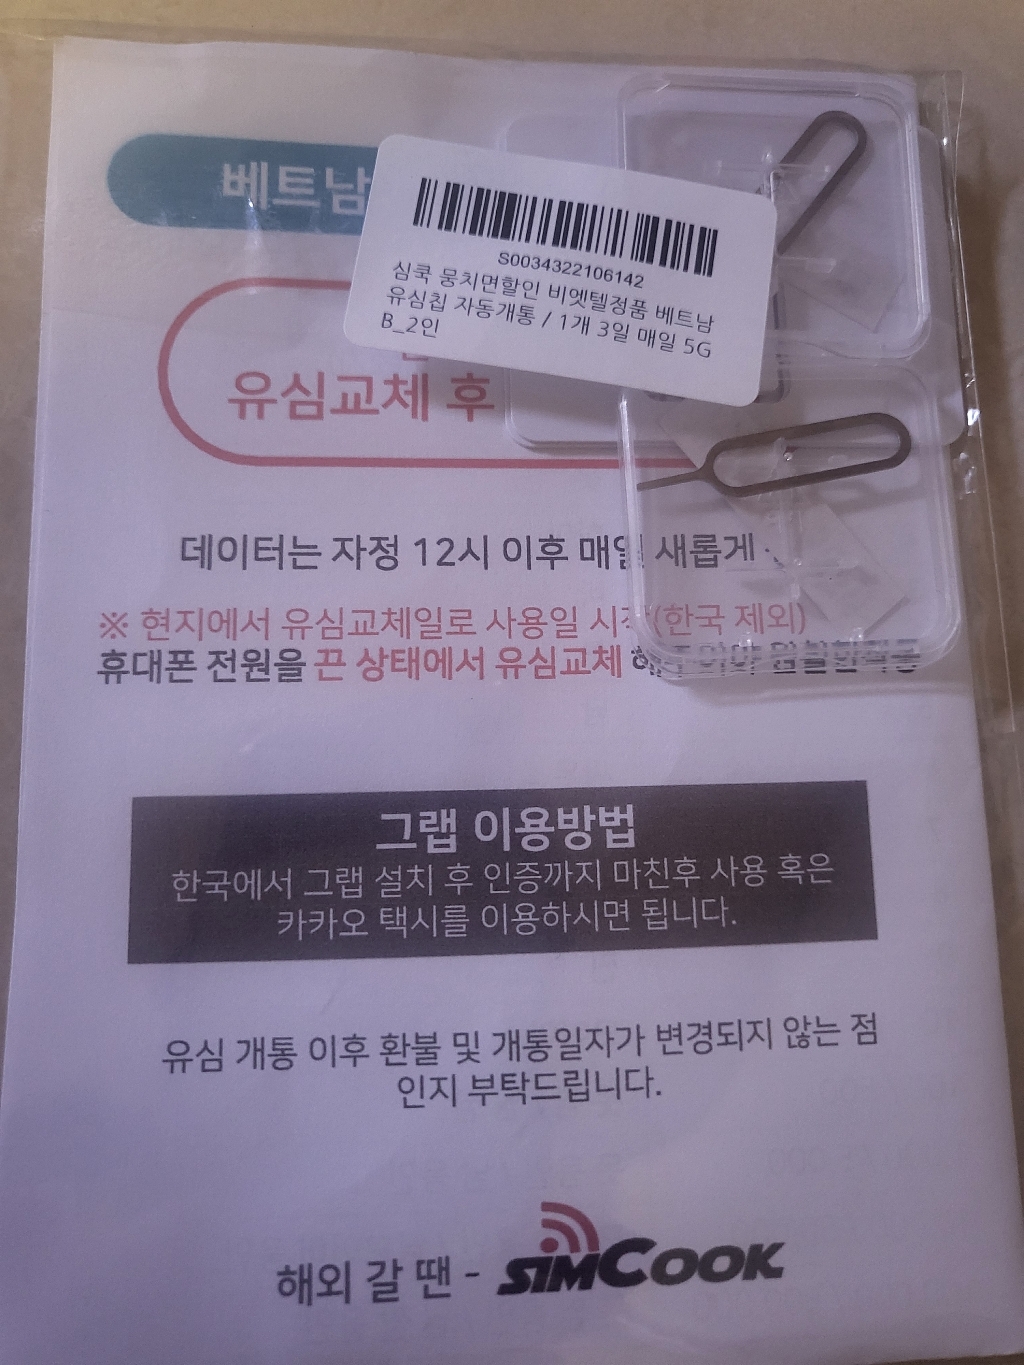 베트남
S0034322106142
심쿡 뭉치면할인 비엣텔정품 베트남
유심칩 자동개통 / 1개 3일 매일 5G
B_2인
유심교체 후
데이터는 자정 12시 이후 매일 새롭게
※ 현지에서 유심교체일로 사용일 시작(한국 제외)
휴대폰 전원을 끈 상태에서 유심교체
그랩 이용방법
한국에서 그랩 설치 후 인증까지 마친후 사용 혹은
카카오 택시를 이용하시면 됩니다.
유심 개통 이후 환불 및 개통일자가 변경되지 않는 점
인지 부탁드립니다.
해외 갈 땐 - SIMCOOK